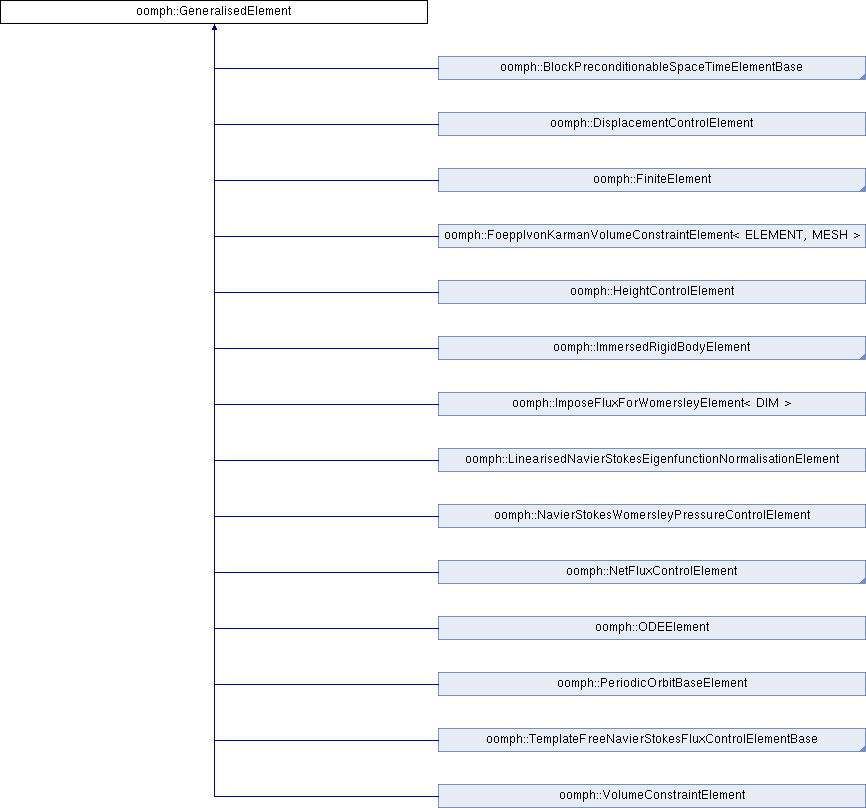 oomph::GeneralisedElement
oomph::BlockPreconditionableSpaceTimeElementBase
oomph::DisplacementControlElement
oomph::FiniteElement
oomph::FoepplvonKarmanVolumeConstraintElement< ELEMENT, MESH >
oomph::HeightControlElement
oomph::ImmersedRigidBodyElement
oomph::ImposeFluxForWomersleyElement< DIM >
oomph::LinearisedNavierStokesEigenfunctionNormalisationElement
oomph::NavierStokesWomersleyPressureControlElement
oomph::NetFluxControlElement
oomph::ODEElement
oomph::PeriodicOrbitBaseElement
oomph::TemplateFreeNavierStokesFluxControlElementBase
oomph::VolumeConstraintElement